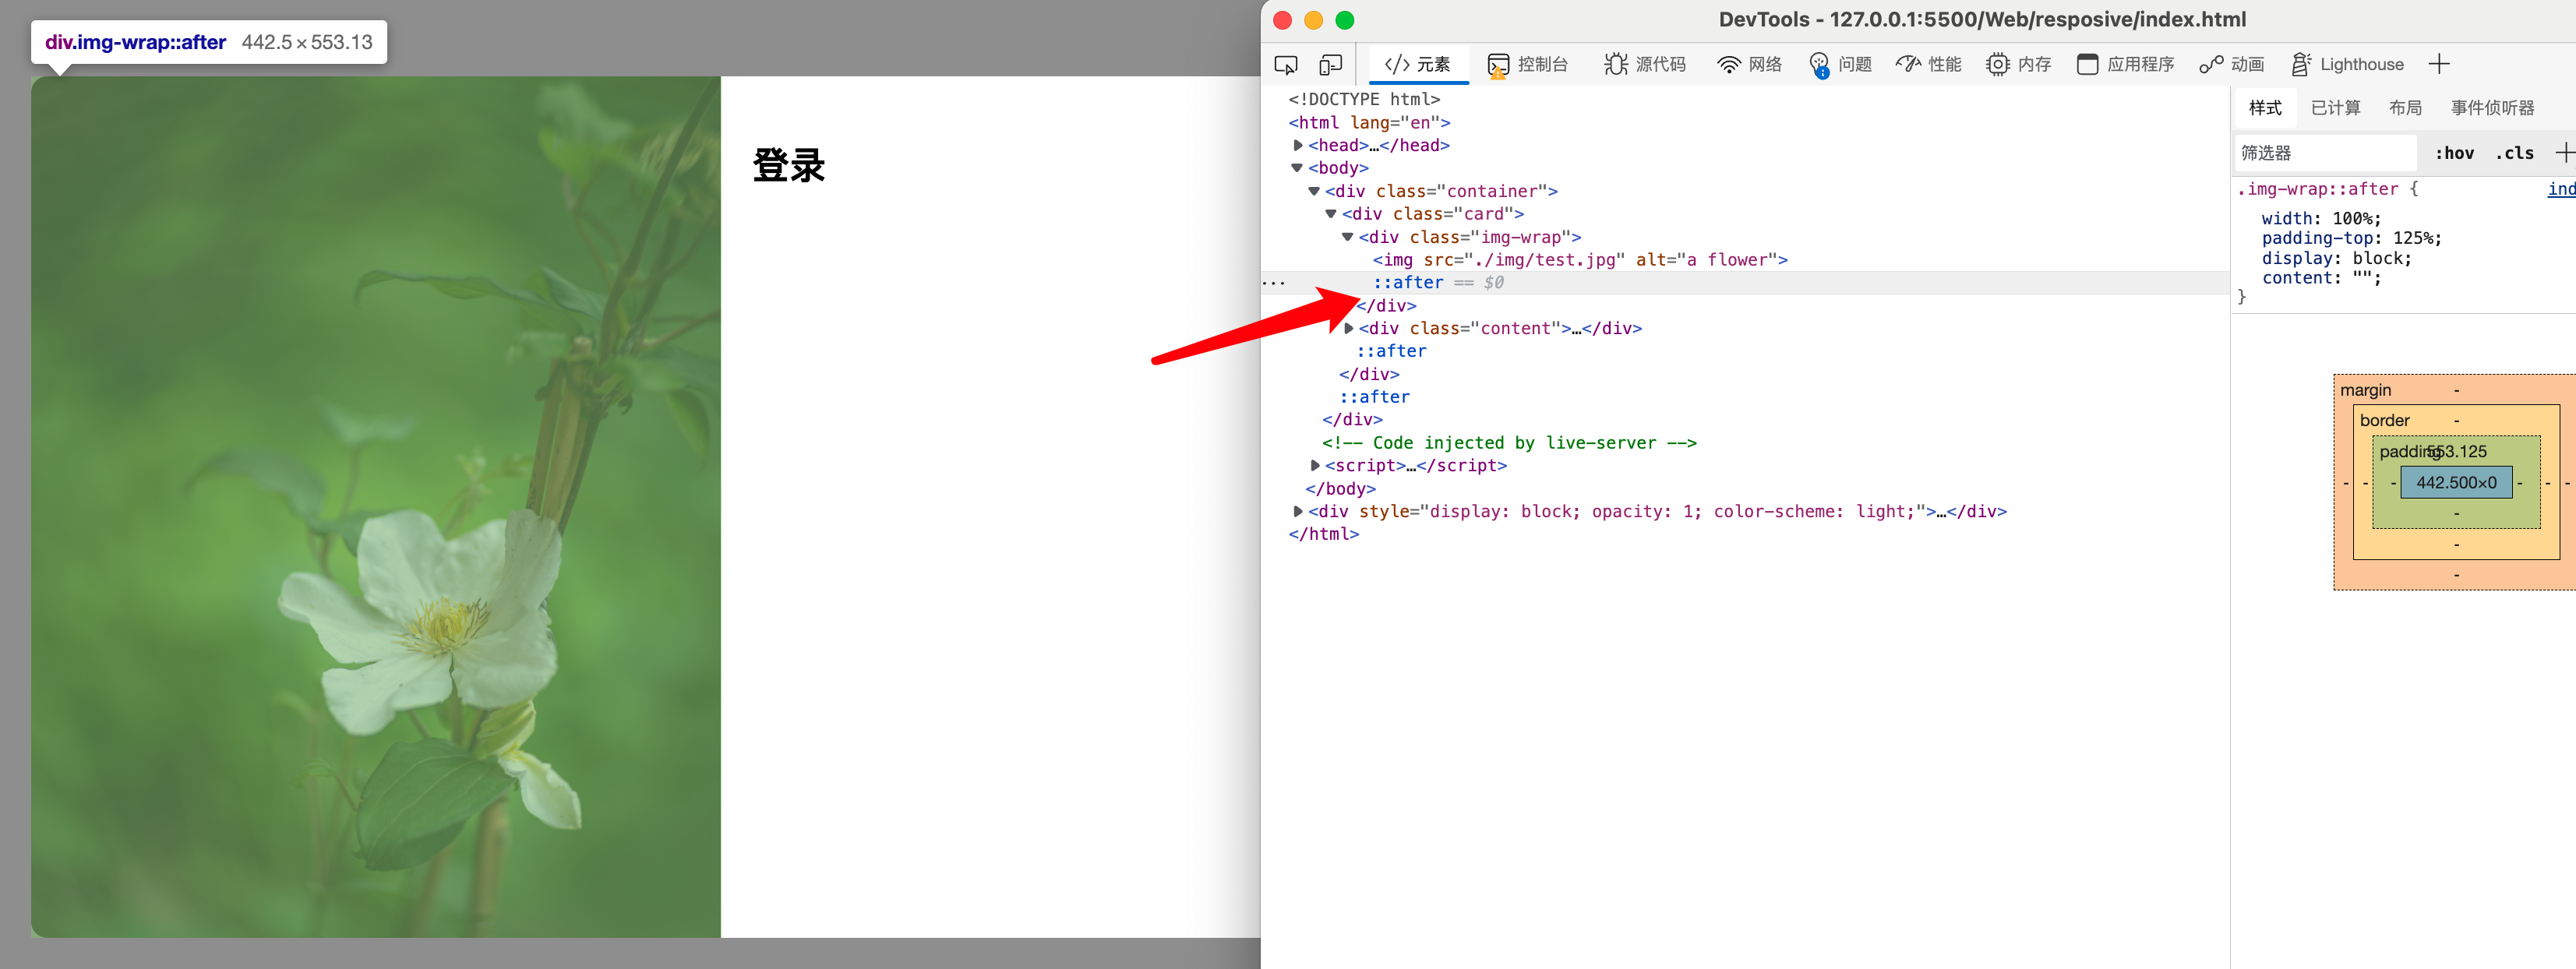 div.img-wrap::after 442.5×553.13
登录
DevTools - 127.0.0.1:5500/Web/resposive/index.html
元素 控制台 源代码 网络 问题 性能 内存 应用程序 动画 Lighthouse
<!DOCTYPE html>
<html lang="en">
<head>…</head>
<body>
<div class="container">
<div class="card">
<div class="img-wrap">
<img src="./img/test.jpg" alt="a flower">
::after == $0
</div>
<div class="content">…</div>
::after
</div>
::after
</div>
<!-- Code injected by live-server -->
<script>…</script>
</body>
<div style="display: block; opacity: 1; color-scheme: light;">…</div>
</html>
样式 已计算 布局 事件侦听器
筛选器 :hov .cls
.img-wrap::after { ind
width: 100%;
padding-top: 125%;
display: block;
content: "";
}
margin -
border -
padding 553.125
- - - 442.500×0 - - -
-
-
-